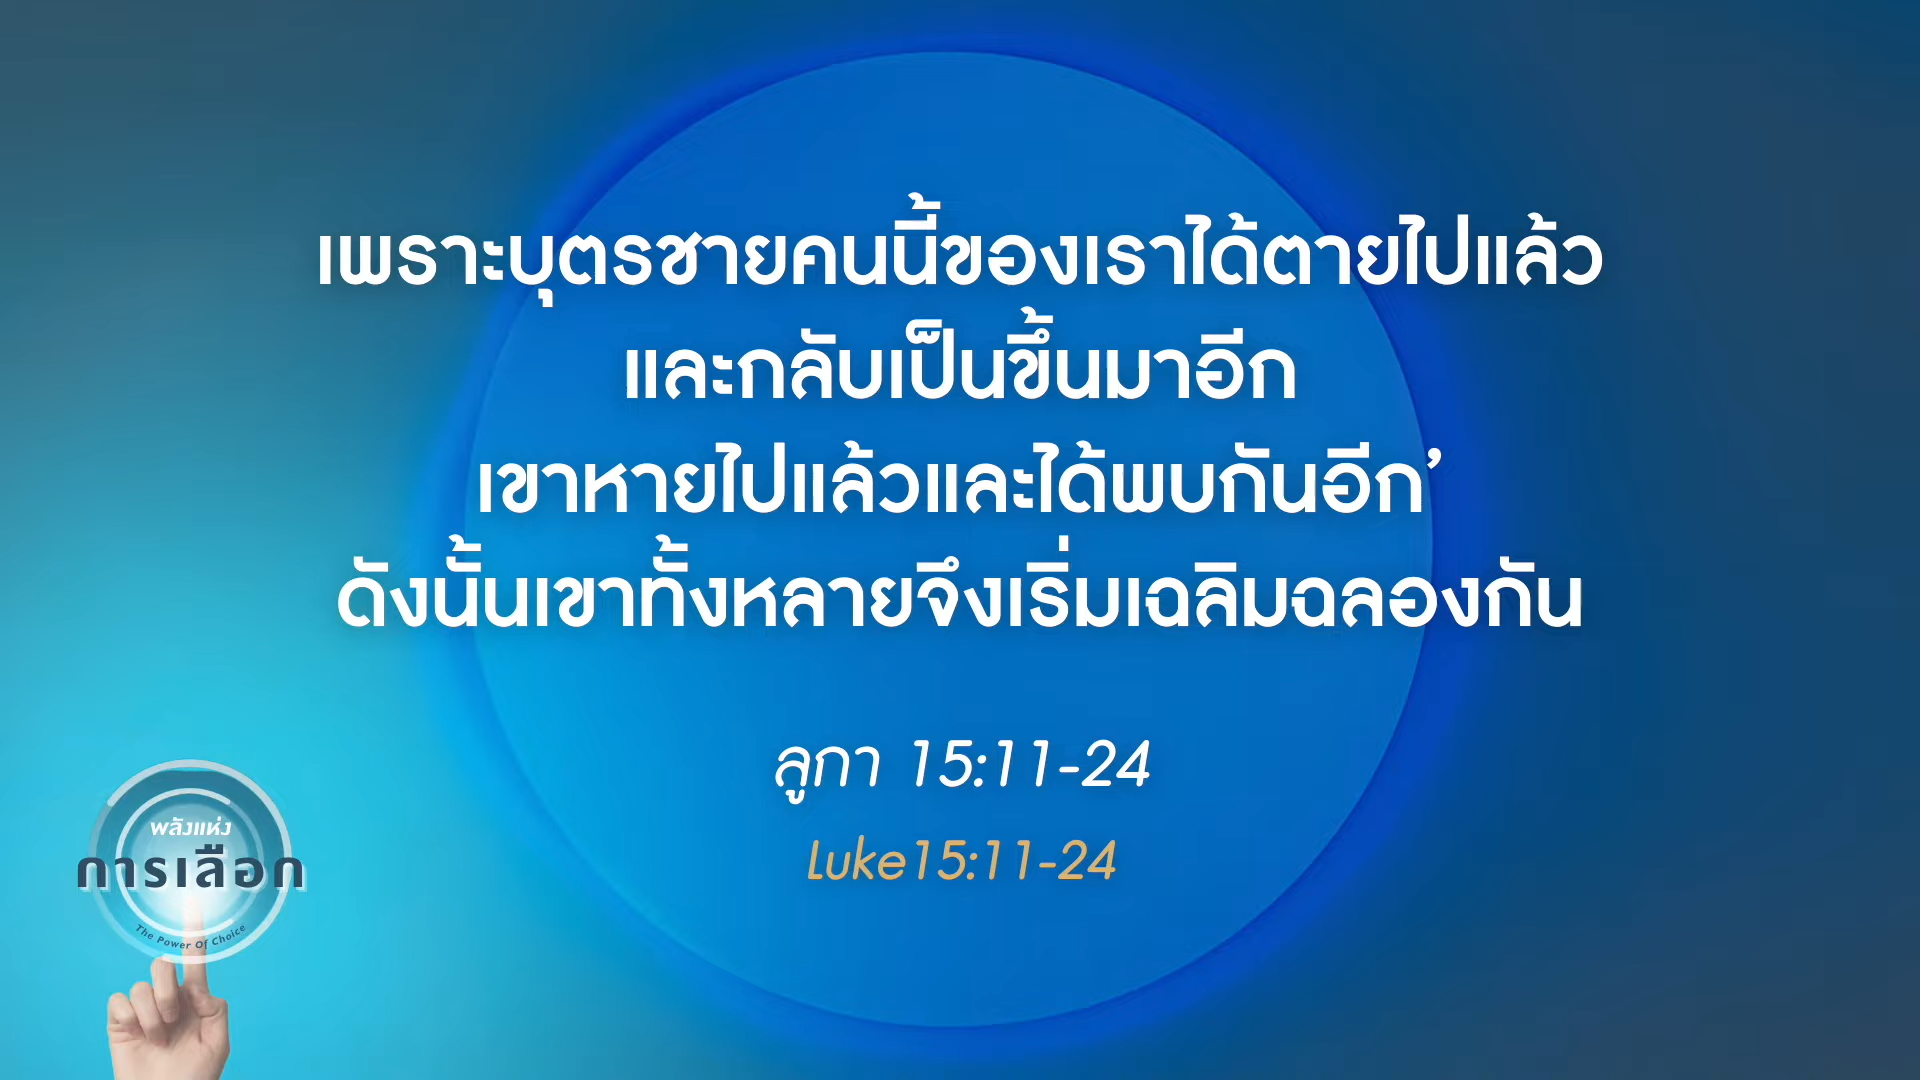 เพราะบุตรชายคนนี้ของเราได้ตายไปแล้ว
และกลับเป็นขึ้นมาอีก
เขาหายไปแล้วและได้พบกันอีก’
ดังนั้นเขาทั้งหลายจึงเริ่มเฉลิมฉลองกัน
ลูกา 15:11-24
Luke15:11-24
พลังแห่ง
การเลือก
The Power Of Choice